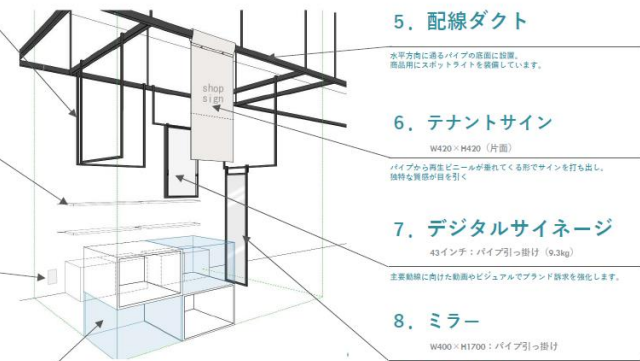 shop
sign
5．配線ダクト
水平方向に通るパイプの底面に設置。
商品用にスポットライトを装備しています。
6．テナントサイン
W420×H420（片面）
パイプから再生ビニールが垂れてくる形でサインを打ち出し、
独特な質感が目を引く
7．デジタルサイネージ
43インチ：パイプ引っ掛け（9.3kg）
主要動線に向けた動画やビジュアルでブランド訴求を強化します。
8．ミラー
W400×H1700：パイプ引っ掛け